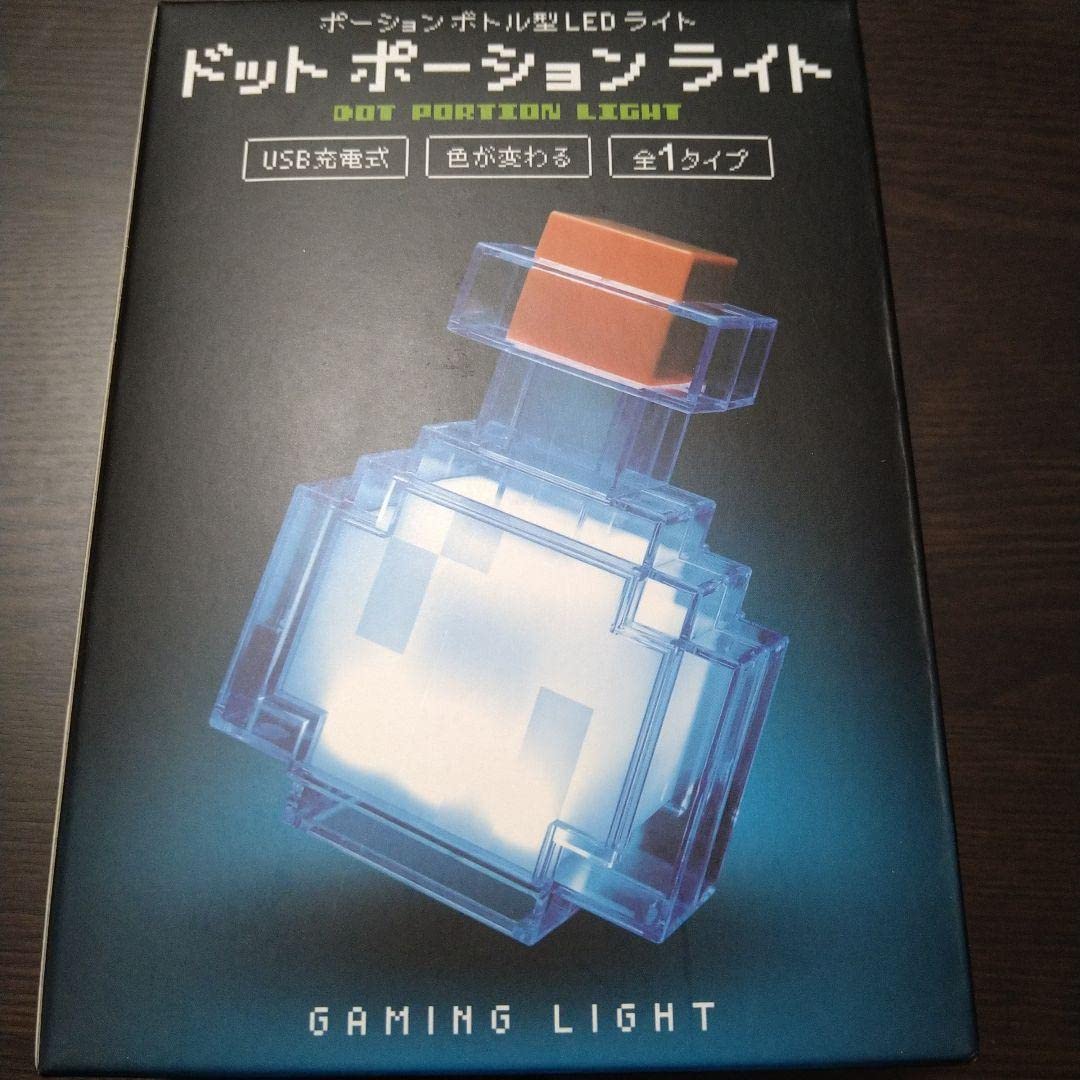 ポーションボトル型LEDライト
ドットポーションライト
DOT PORTION LIGHT
USB充電式 色が変わる 全1タイプ
GAMING LIGHT